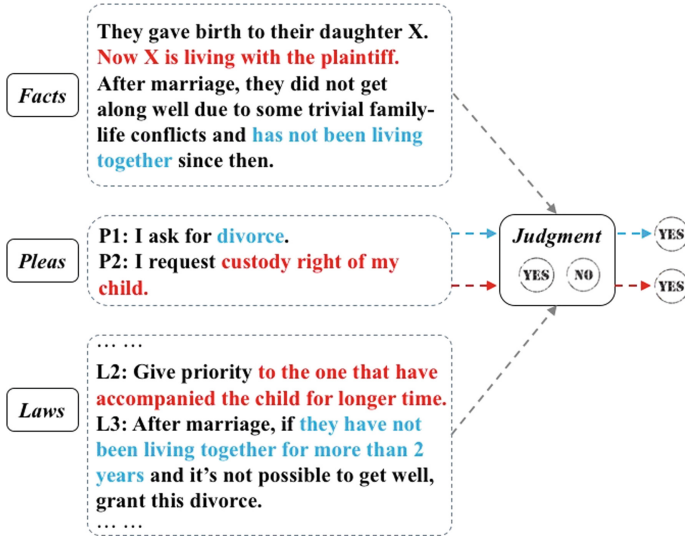 They gave birth to their daughter X.
Now X is living with the plaintiff.
After marriage, they did not get
along well due to some trivial family-
life conflicts and has not been living
together since then.
Facts
P1: I ask for divorce.
P2: I request custody right of my
child.
Pleas
Judgment
YES
NO
YES
YES
... ...
L2: Give priority to the one that have
accompanied the child for longer time.
L3: After marriage, if they have not
been living together for more than 2
years and it's not possible to get well,
grant this divorce.
... ...
Laws